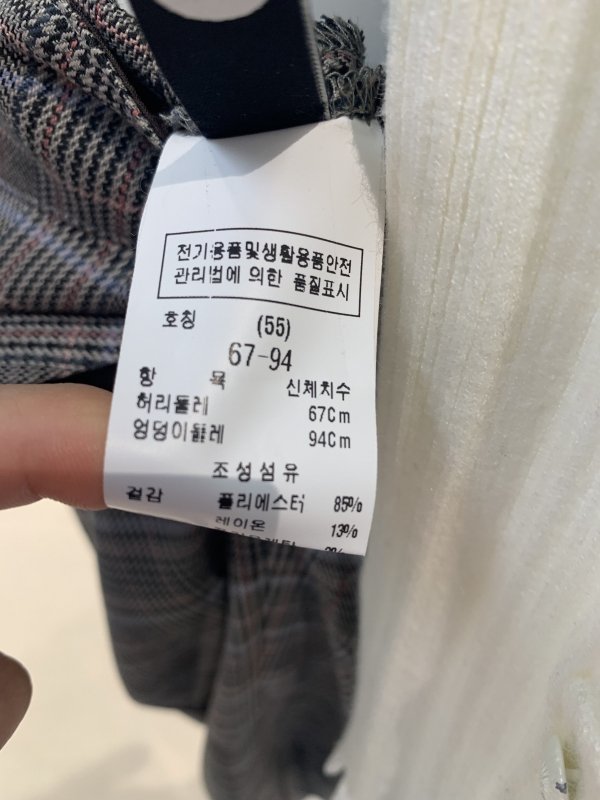 전기용품및생활용품안전
관리법에 의한 품질표시
호칭 (55)
67-94
항 목 신체치수
허리둘레 67Cm
엉덩이둘레 94Cm
조성섬유
겉감 폴리에스터 85%
레이온 13%